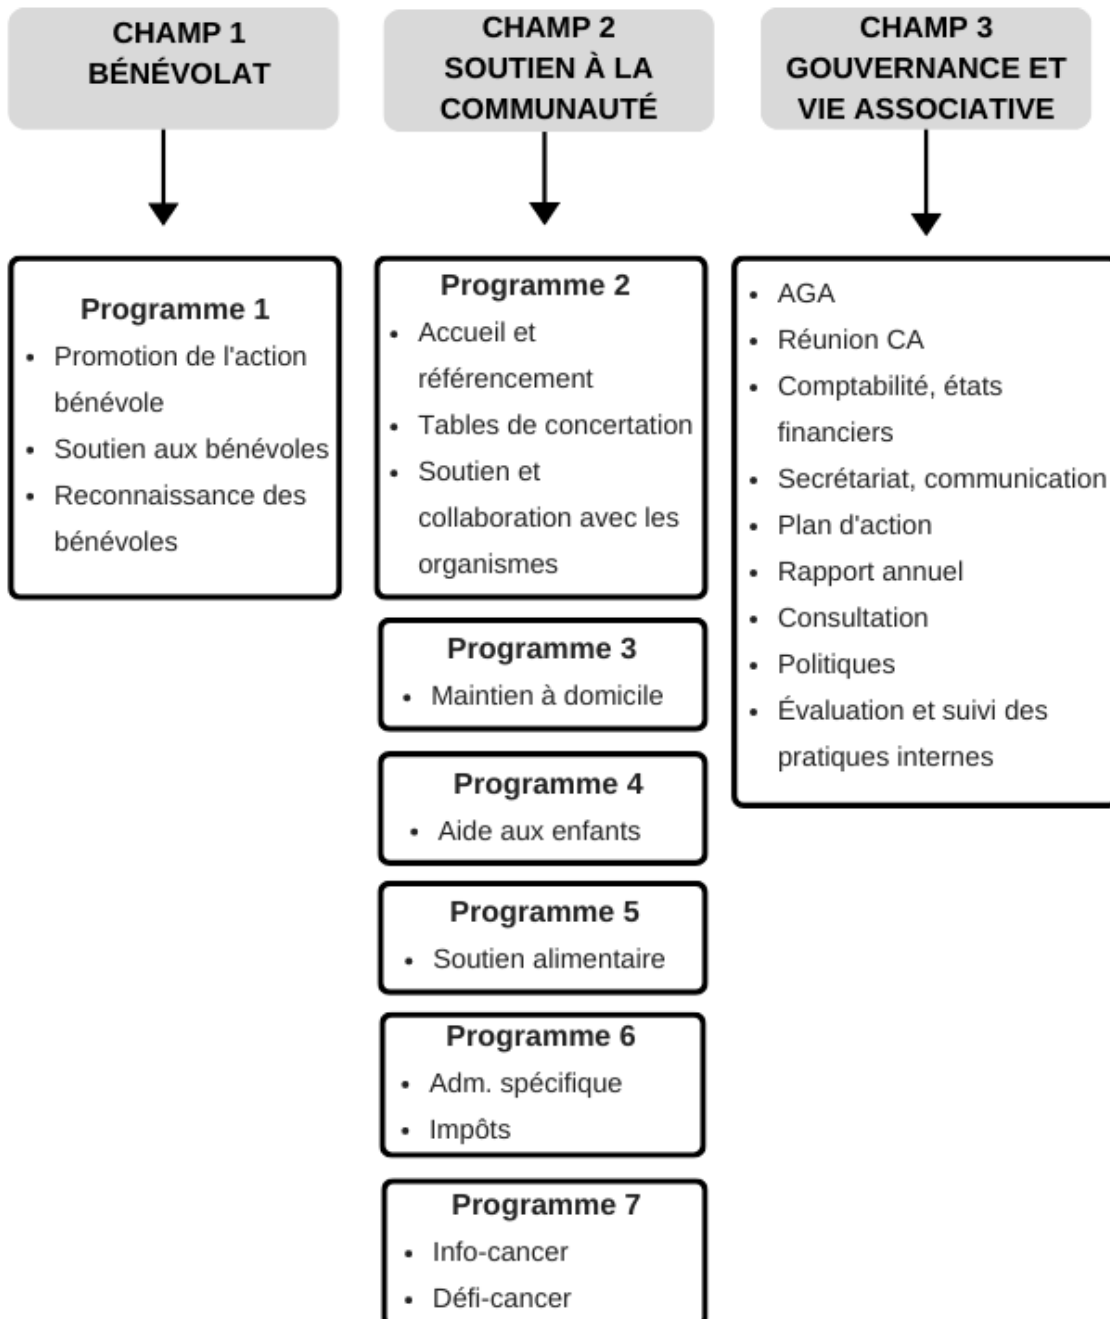 CHAMP 1
BÉNÉVOLAT
Programme 1
• Promotion de l'action
bénévole
• Soutien aux bénévoles
• Reconnaissance des
bénévoles
CHAMP 2
SOUTIEN À LA
COMMUNAUTÉ
Programme 2
• Accueil et
référencement
• Tables de concertation
• Soutien et
collaboration avec les
organismes
Programme 3
• Maintien à domicile
Programme 4
• Aide aux enfants
Programme 5
• Soutien alimentaire
Programme 6
• Adm. spécifique
• Impôts
Programme 7
• Info-cancer
• Défi-cancer
CHAMP 3
GOUVERNANCE ET
VIE ASSOCIATIVE
• AGA
• Réunion CA
• Comptabilité, états
financiers
• Secrétariat, communication
• Plan d'action
• Rapport annuel
• Consultation
• Politiques
• Évaluation et suivi des
pratiques internes